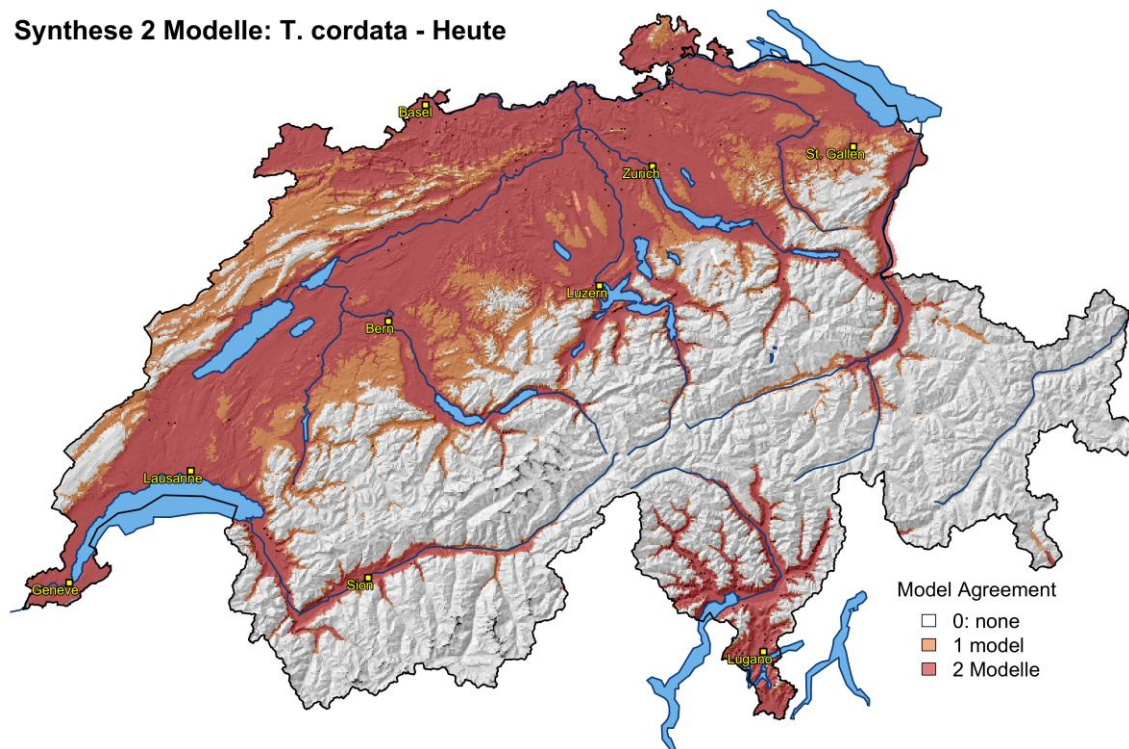 Synthese 2 Modelle: T. cordata - Heute
Basel
St. Gallen
Zurich
Luzern
Bern
Lausanne
Geneve
Sion
Lugano
Model Agreement
0: none
1 model
2 Modelle